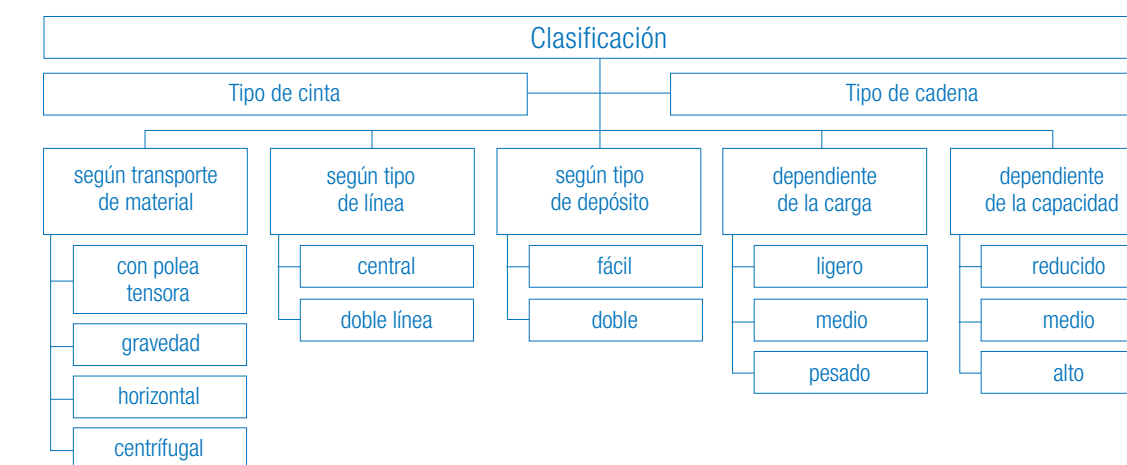 Clasificación
Tipo de cinta
Tipo de cadena
según transporte
de material
con polea
tensora
gravedad
horizontal
centrífugal
según tipo
de línea
central
doble línea
según tipo
de depósito
fácil
doble
dependiente
de la carga
ligero
medio
pesado
dependiente
de la capacidad
reducido
medio
alto